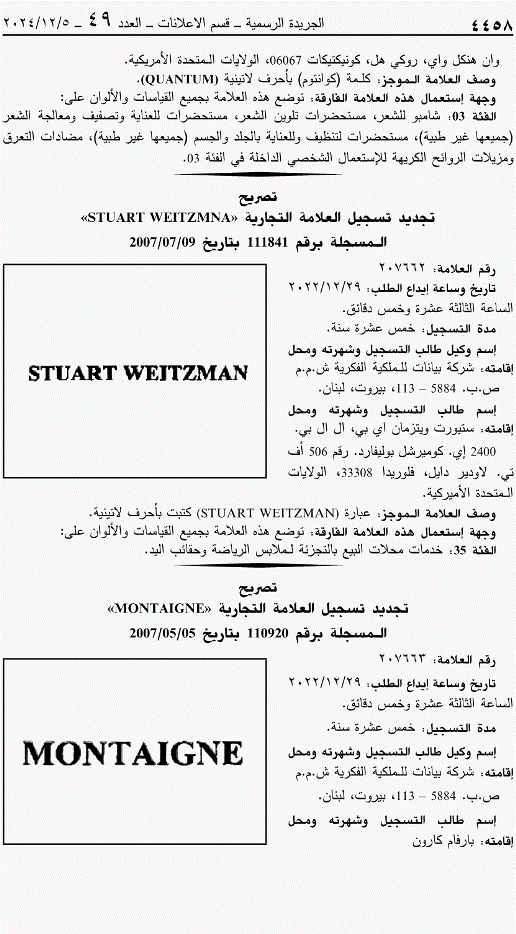 ٤٤٥٨ الجريدة الرسمية – قسم الاعلانات – العدد ٤٩ – ٢٠٢٤/١٢/٥
وان هنكل واي، روكي هل، كونيكتيكات 06067، الولايات المتحدة الأمريكية.
وصف العلامة الموجز: كلمة (كوانتوم) بأحرف لاتينية (QUANTUM).
وجهة إستعمال هذه العلامة الفارقة: توضع هذه العلامة بجميع القياسات والألوان على:
الفئة 03: شامبو للشعر، مستحضرات تلوين الشعر، مستحضرات للعناية وتصفيف ومعالجة الشعر
(جميعها غير طبية)، مستحضرات لتنظيف وللعناية بالجلد والجسم (جميعها غير طبية)، مضادات التعرق
ومزيلات الروائح الكريهة للإستعمال الشخصي الداخلة في الفئة 03.
تصريح
تجديد تسجيل العلامة التجارية «STUART WEITZMNA»
المسجلة برقم 111841 بتاريخ 2007/07/09
رقم العلامة: ٢٠٧٦٦٢
تاريخ وساعة إيداع الطلب: ٢٠٢٢/١٢/٢٩
الساعة الثالثة عشرة وخمس دقائق.
مدة التسجيل: خمس عشرة سنة.
إسم وكيل طالب التسجيل وشهرته ومحل
إقامته: شركة بيانات للملكية الفكرية ش.م.م
ص.ب. 5884 – 113، بيروت، لبنان.
إسم طالب التسجيل وشهرته ومحل
إقامته: ستيورت ويتزمان اي بي، ال ال بي.
2400 إي. كوميرشل بوليفارد. رقم 506 أف
تي. لاودير دايل، فلوريدا 33308، الولايات
المتحدة الأميركية.
STUART WEITZMAN
وصف العلامة الموجز: عبارة (STUART WEITZMAN) كتبت بأحرف لاتينية.
وجهة إستعمال هذه العلامة الفارقة: توضع هذه العلامة بجميع القياسات والألوان على:
الفئة 35: خدمات محلات البيع بالتجزئة لملابس الرياضة وحقائب اليد.
تصريح
تجديد تسجيل العلامة التجارية «MONTAIGNE»
المسجلة برقم 110920 بتاريخ 2007/05/05
رقم العلامة: ٢٠٧٦٦٣
تاريخ وساعة إيداع الطلب: ٢٠٢٢/١٢/٢٩
الساعة الثالثة عشرة وخمس دقائق.
مدة التسجيل: خمس عشرة سنة.
إسم وكيل طالب التسجيل وشهرته ومحل
إقامته: شركة بيانات للملكية الفكرية ش.م.م
ص.ب. 5884 – 113، بيروت، لبنان.
إسم طالب التسجيل وشهرته ومحل
إقامته: بارفام كارون
MONTAIGNE